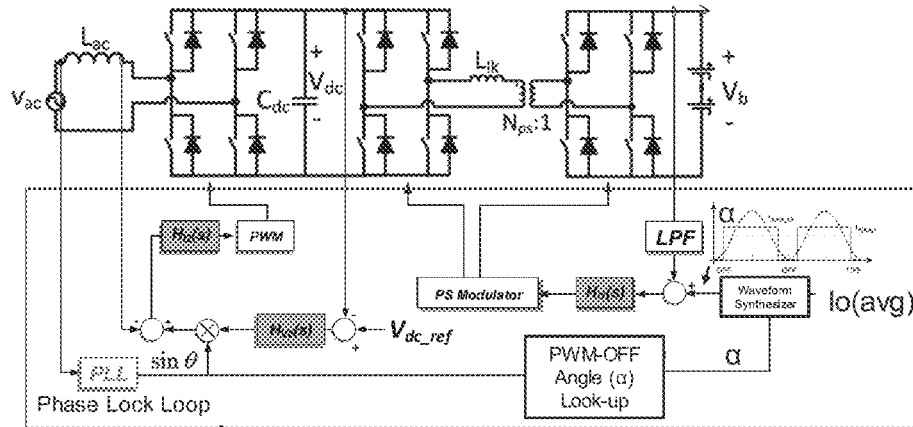 Lac
vac
Cdc
+
Vdc
-
Llk
Nps:1
+
Vb
-
PWM
LPF
α
PS Modulator
+
Waveform
Synthesizer
Io(avg)
-
+
Vdc_ref
sin θ
PLL
Phase Lock Loop
PWM-OFF
Angle (α)
Look-up
α